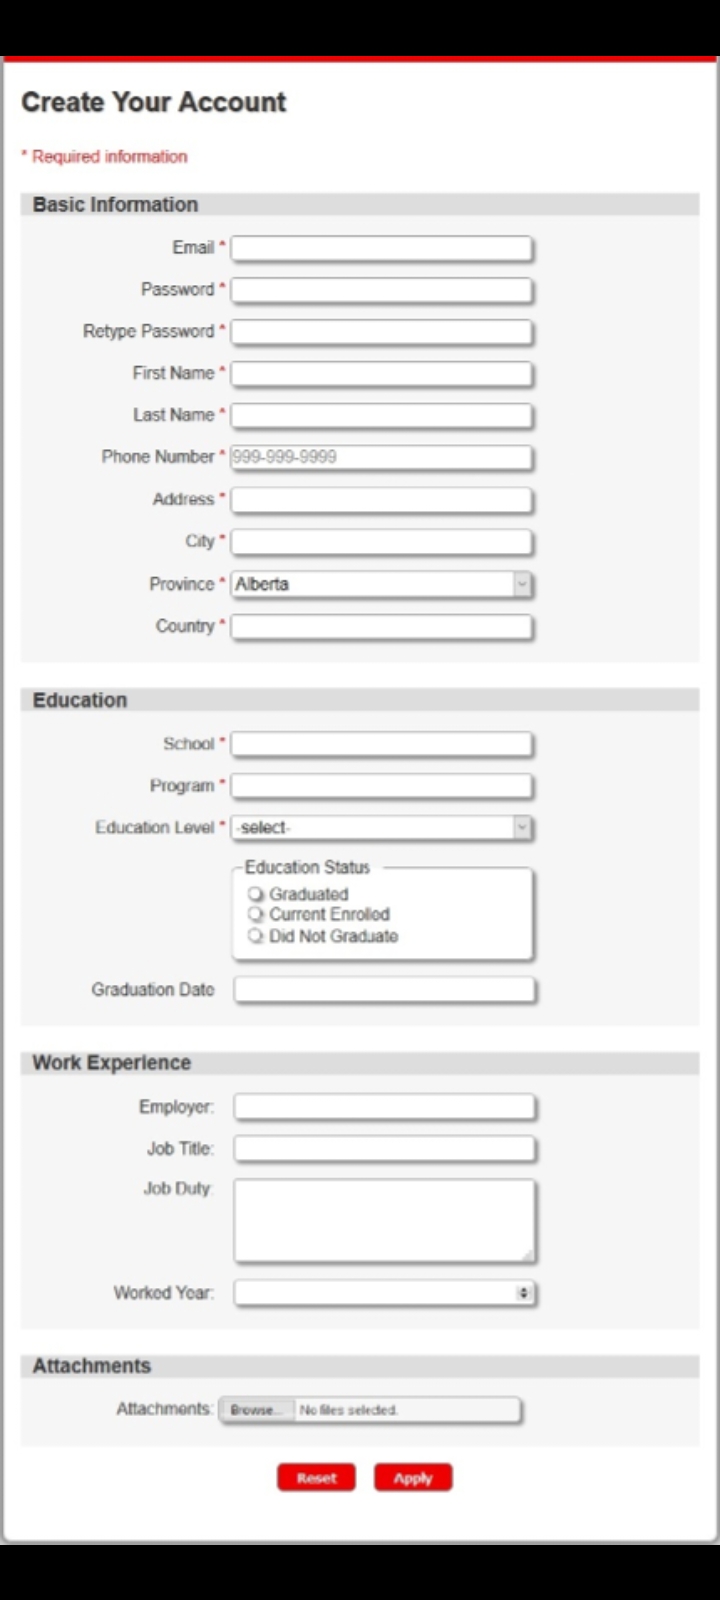 Create Your Account
* Required information
Basic Information
Email *
Password *
Retype Password *
First Name *
Last Name *
Phone Number * 999-999-9999
Address *
City *
Province * Alberta
Country *
Education
School *
Program *
Education Level * -select-
Education Status
Graduated
Current Enrolled
Did Not Graduate
Graduation Date
Work Experience
Employer:
Job Title:
Job Duty:
Worked Year:
Attachments
Attachments: Browse... No files selected.
Reset Apply